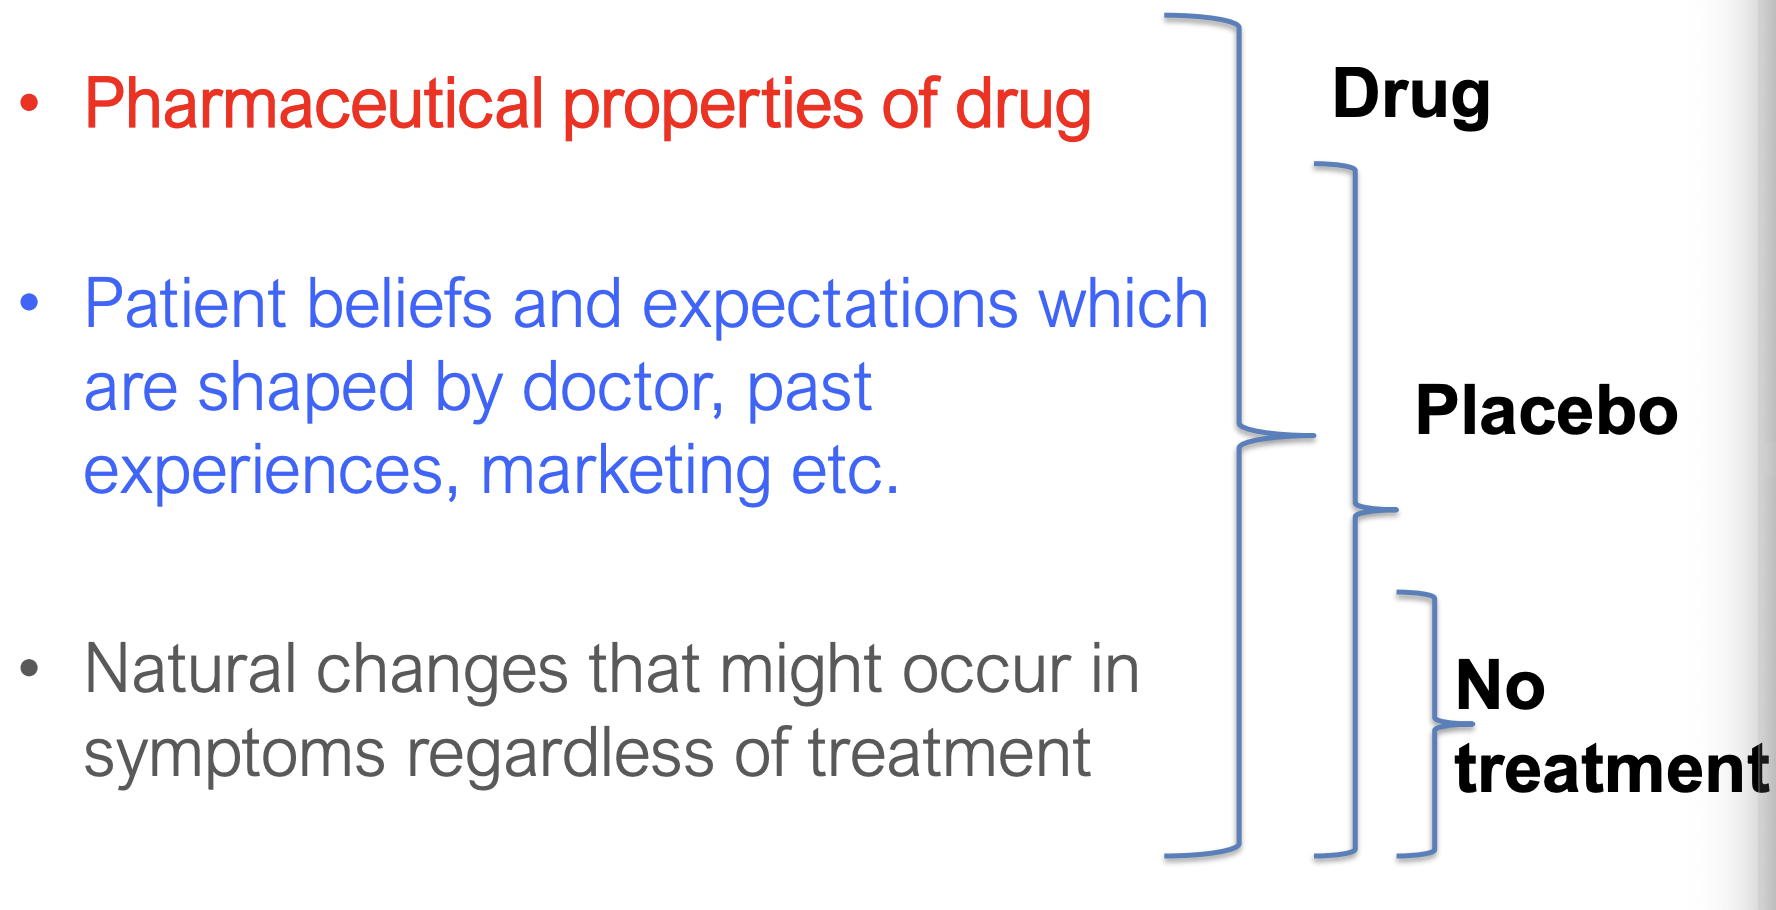 • Pharmaceutical properties of drug
Drug
• Patient beliefs and expectations which
are shaped by doctor, past
experiences, marketing etc.
Placebo
• Natural changes that might occur in
symptoms regardless of treatment
No
treatment